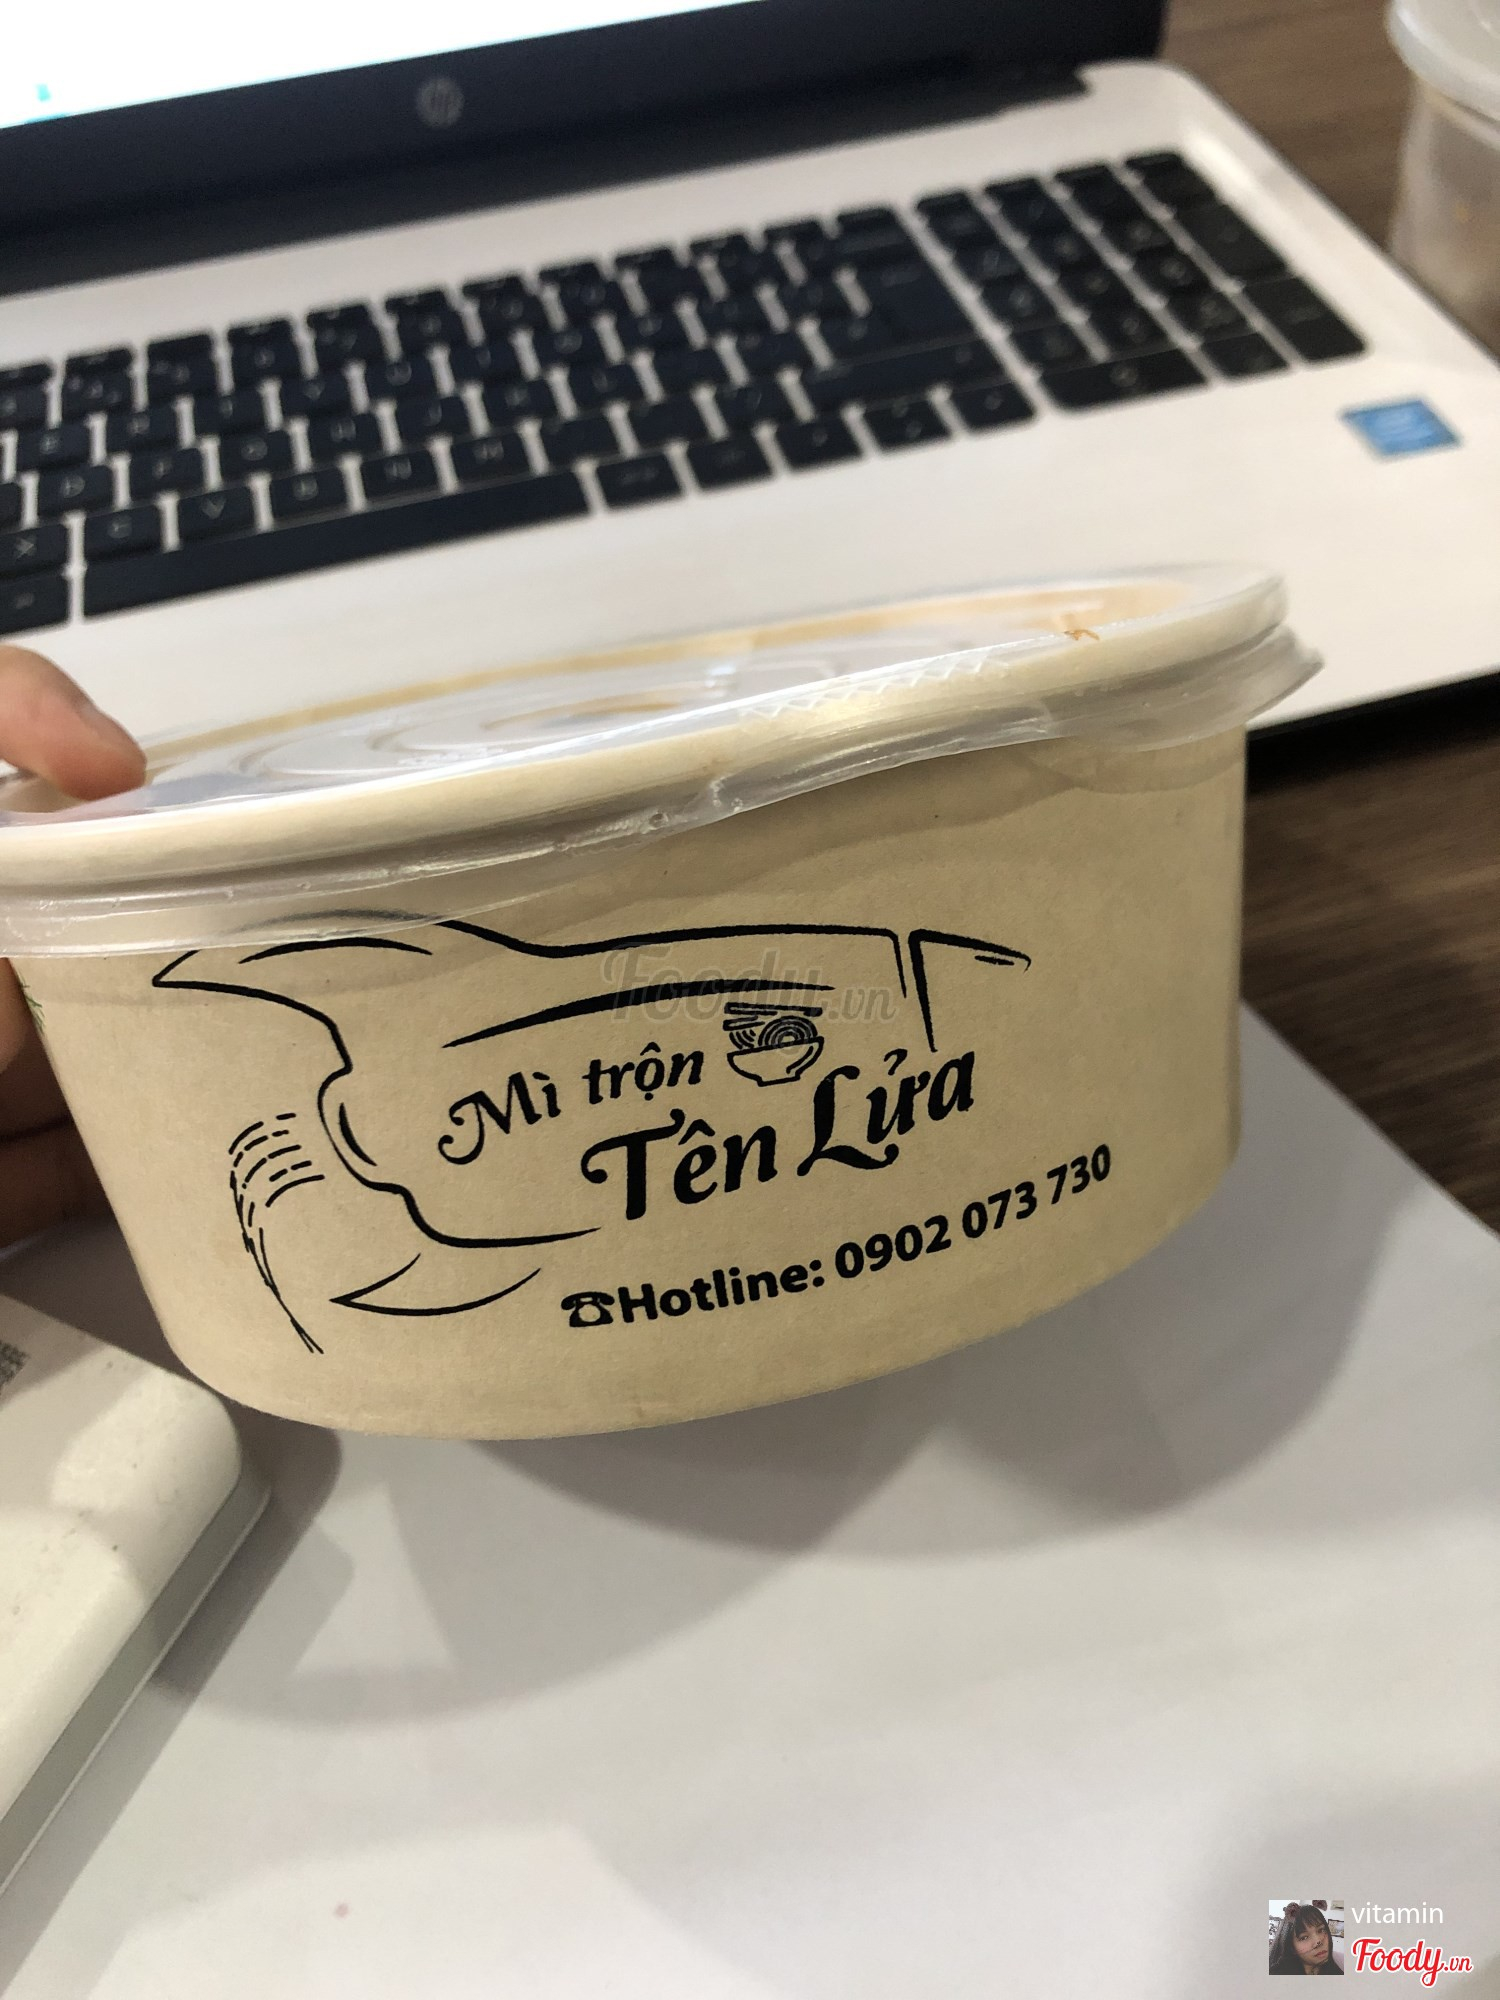 Foody.vn
Mì trộn
Tên Lửa
☎Hotline: 0902 073 730
vitamin
Foody.vn